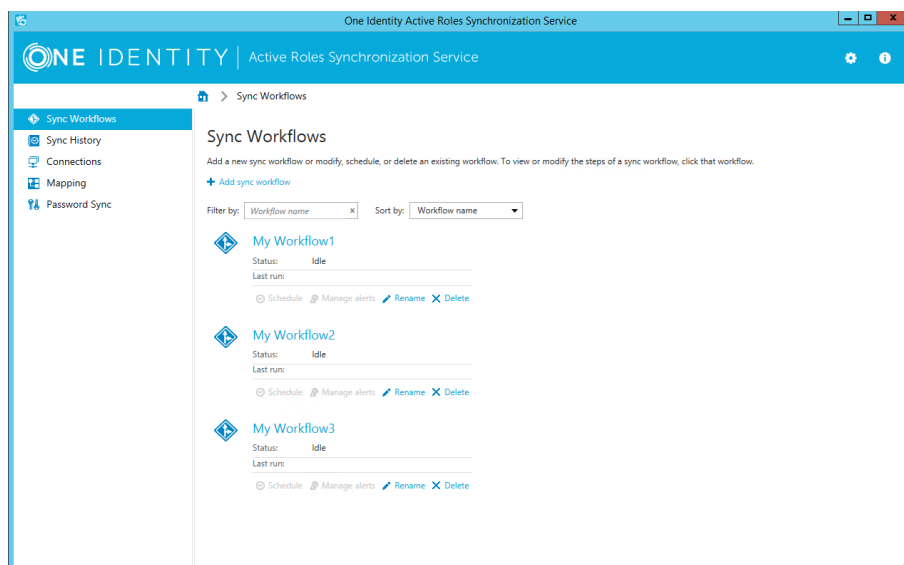 One Identity Active Roles Synchronization Service
ONE IDENTITY Active Roles Synchronization Service
Sync Workflows
Sync Workflows
Sync History
Connections
Mapping
Password Sync
Sync Workflows
Add a new sync workflow or modify, schedule, or delete an existing workflow. To view or modify the steps of a sync workflow, click that workflow.
Add sync workflow
Filter by: Workflow name x Sort by: Workflow name
My Workflow1
Status: Idle
Last run:
Schedule Manage alerts Rename Delete
My Workflow2
Status: Idle
Last run:
Schedule Manage alerts Rename Delete
My Workflow3
Status: Idle
Last run:
Schedule Manage alerts Rename Delete